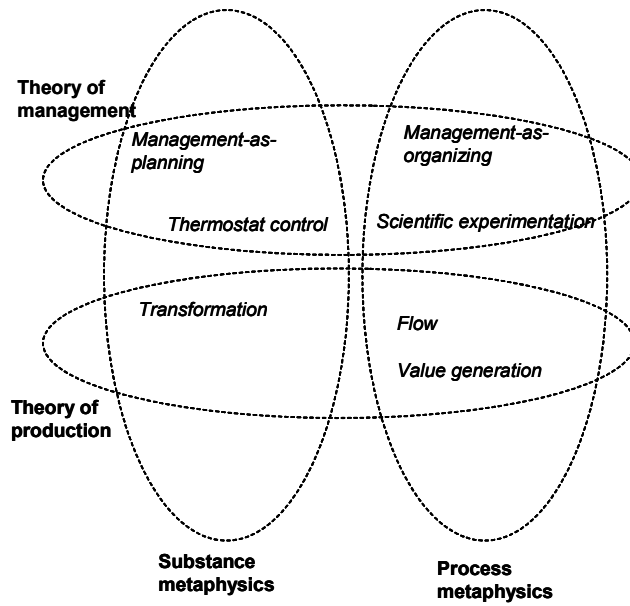 Theory of
management
Management-as-
planning
Management-as-
organizing
Thermostat control
Scientific experimentation
Transformation
Flow
Value generation
Theory of
production
Substance
metaphysics
Process
metaphysics